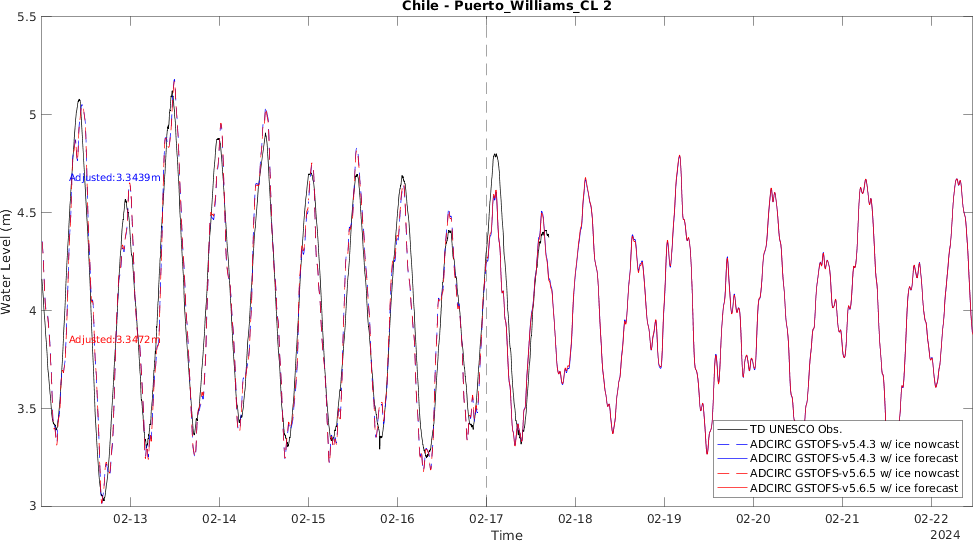 Chile - Puerto_Williams_CL 2
5.5
5
4.5
4
3.5
3
Water Level (m)
Adjusted:3.3439m
Adjusted:3.3472m
TD UNESCO Obs.
ADCIRC GSTOFS-v5.4.3 w/ ice nowcast
ADCIRC GSTOFS-v5.4.3 w/ ice forecast
ADCIRC GSTOFS-v5.6.5 w/ ice nowcast
ADCIRC GSTOFS-v5.6.5 w/ ice forecast
02-13 02-14 02-15 02-16 02-17 02-18 02-19 02-20 02-21 02-22
Time
2024